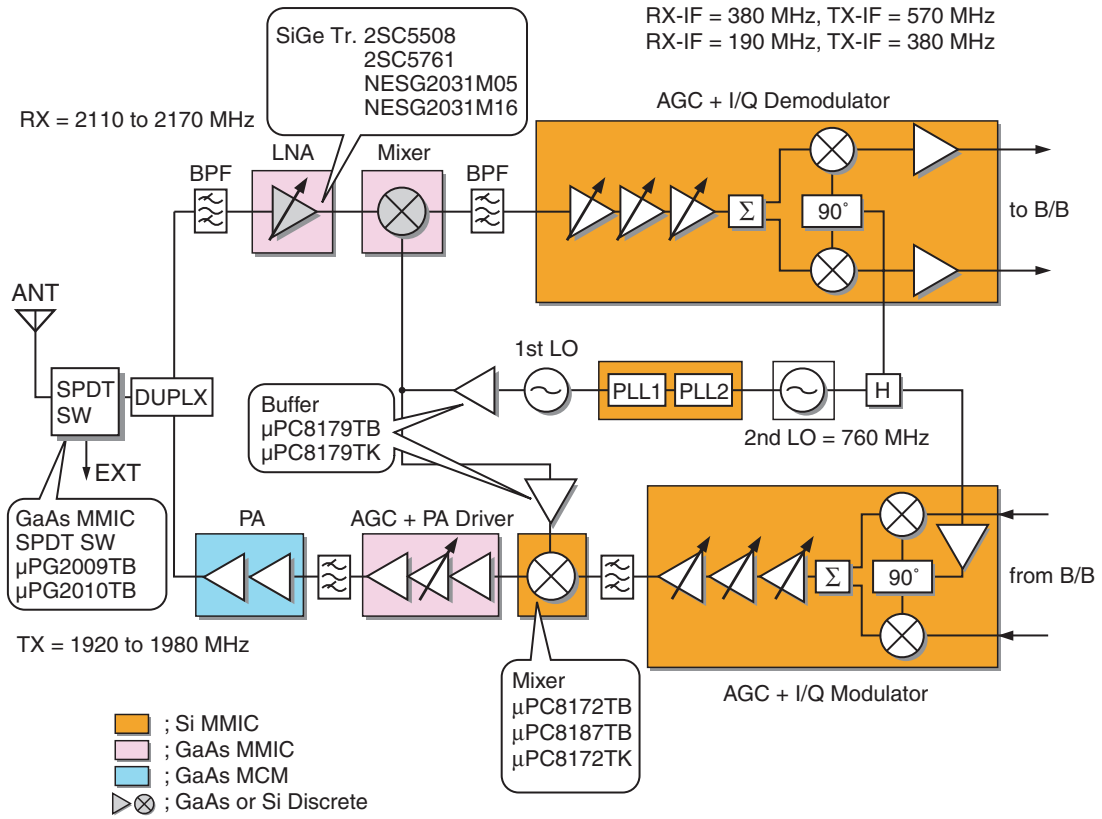 RX-IF = 380 MHz, TX-IF = 570 MHz
RX-IF = 190 MHz, TX-IF = 380 MHz
SiGe Tr. 2SC5508
2SC5761
NESG2031M05
NESG2031M16
RX = 2110 to 2170 MHz
AGC + I/Q Demodulator
BPF
LNA
Mixer
BPF
Σ
90˚
to B/B
ANT
SPDT
SW
DUPLX
EXT
1st LO
PLL1
PLL2
H
2nd LO = 760 MHz
Buffer
µPC8179TB
µPC8179TK
GaAs MMIC
SPDT SW
µPG2009TB
µPG2010TB
PA
AGC + PA Driver
Σ
90˚
from B/B
TX = 1920 to 1980 MHz
Mixer
µPC8172TB
µPC8187TB
µPC8172TK
AGC + I/Q Modulator
; Si MMIC
; GaAs MMIC
; GaAs MCM
; GaAs or Si Discrete